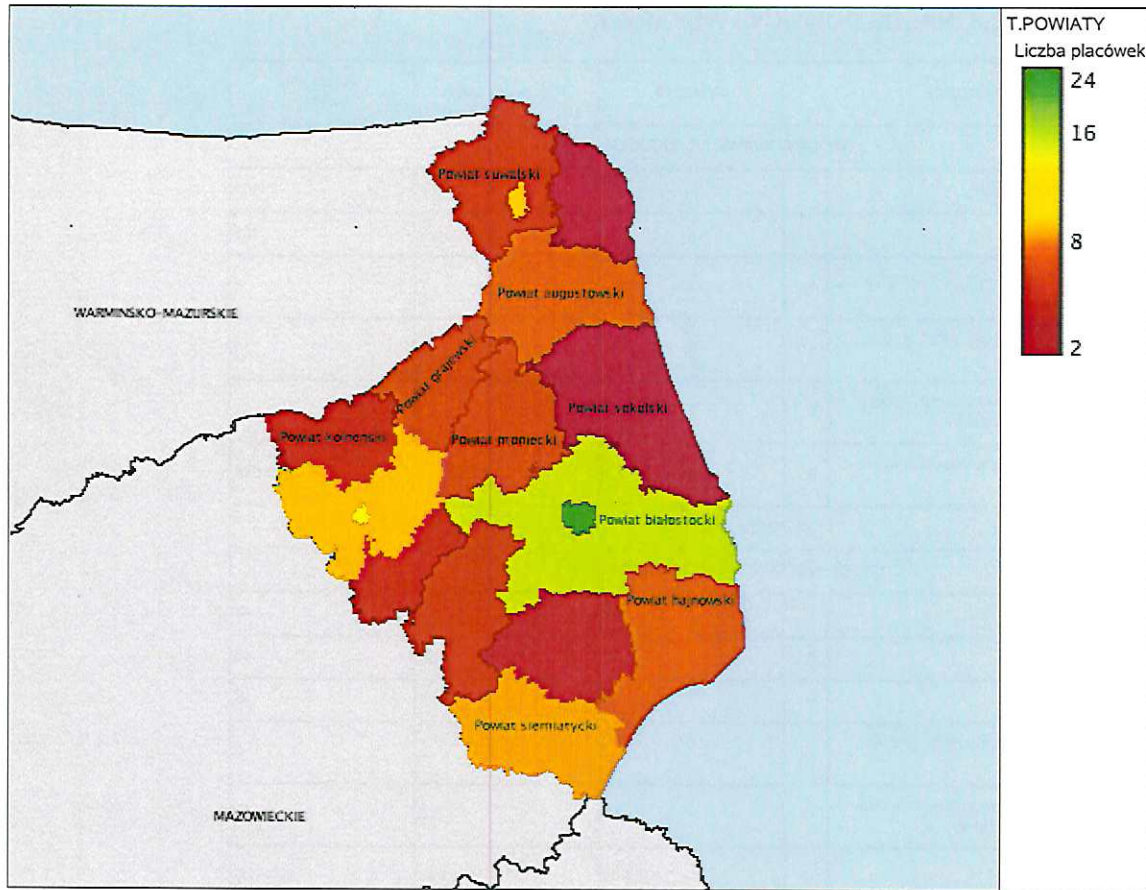 T.POWIATY
Liczba placówek
24
16
8
2
Powiat suwalski
Powiat augustowski
WARMINSKO-MAZURSKIE
Powiat grajewski
Powiat sokolski
Powiat kolneński
Powiat moniecki
Powiat białostocki
Powiat hajnowski
Powiat siemiatycki
MAZOWIECKIE